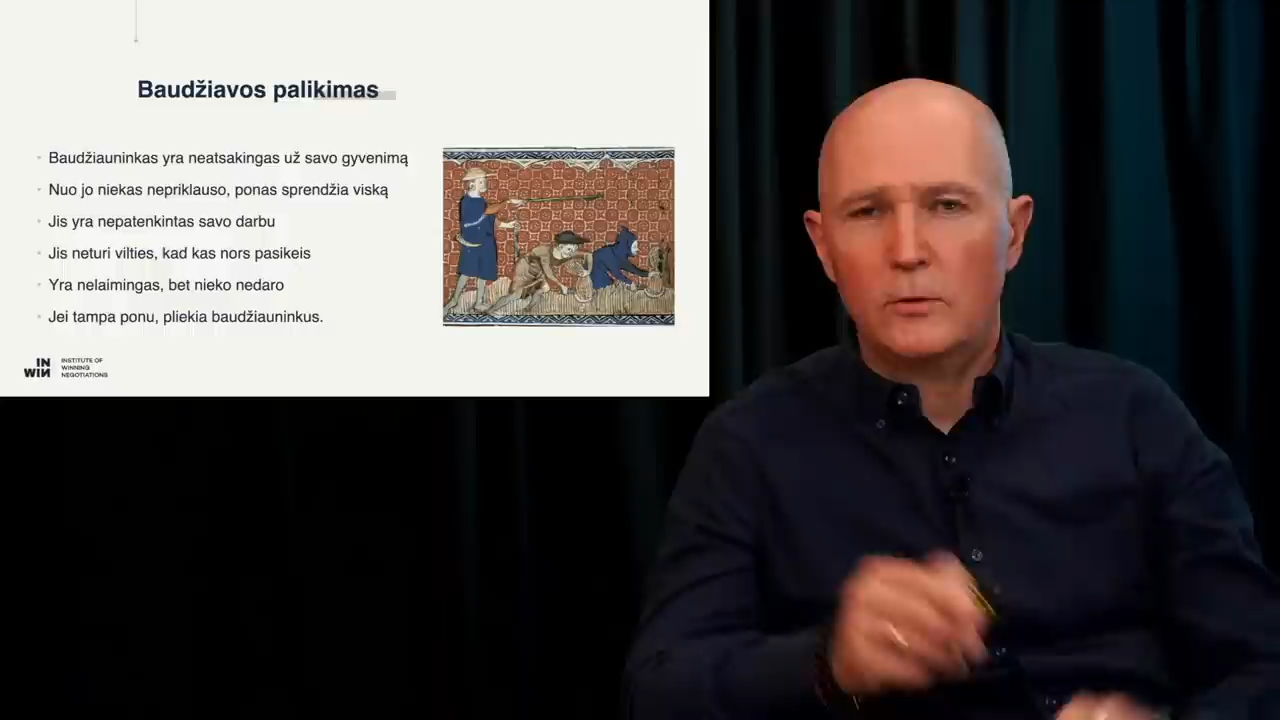 Baudžiavos palikimas
Baudžiauninkas yra neatsakingas už savo gyvenimą
Nuo jo niekas nepriklauso, ponas sprendžia viską
Jis yra nepatenkintas savo darbu
Jis neturi vilties, kad kas nors pasikeis
Yra nelaimingas, bet nieko nedaro
Jei tampa ponu, pliekia baudžiauninkus.
IN
WIN
INSTITUTE OF
WINNING
NEGOTIATIONS